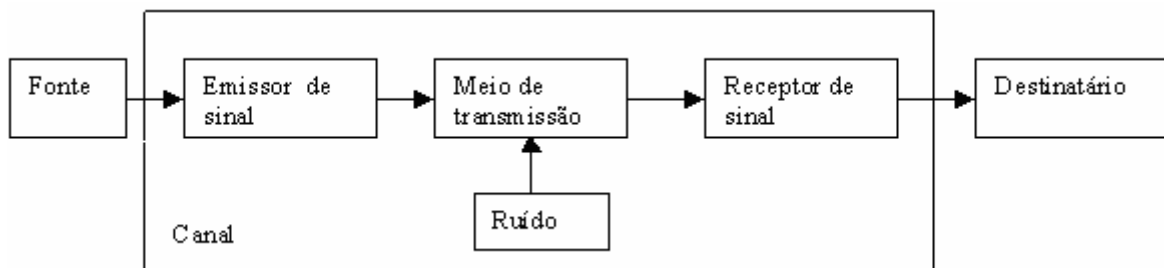 Fonte
Emissor de
sinal
Meio de
transmissão
Receptor de
sinal
Destinatário
Ruído
Canal